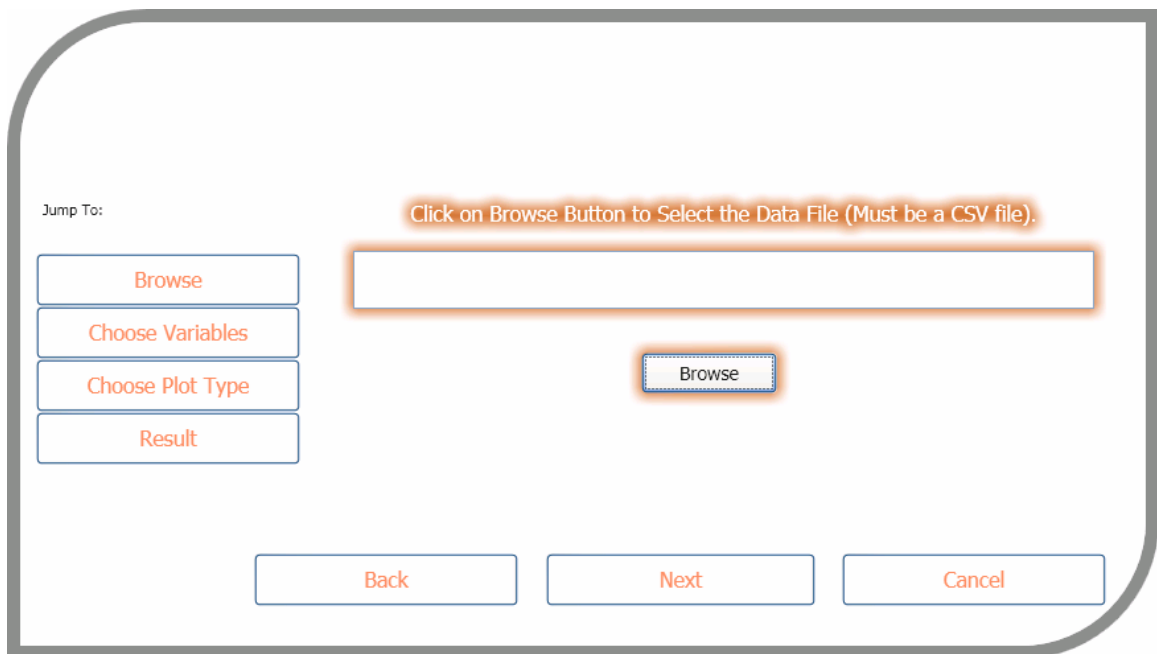 Jump To:
Click on Browse Button to Select the Data File (Must be a CSV file).
Browse
Choose Variables
Choose Plot Type
Result
Browse
Back
Next
Cancel